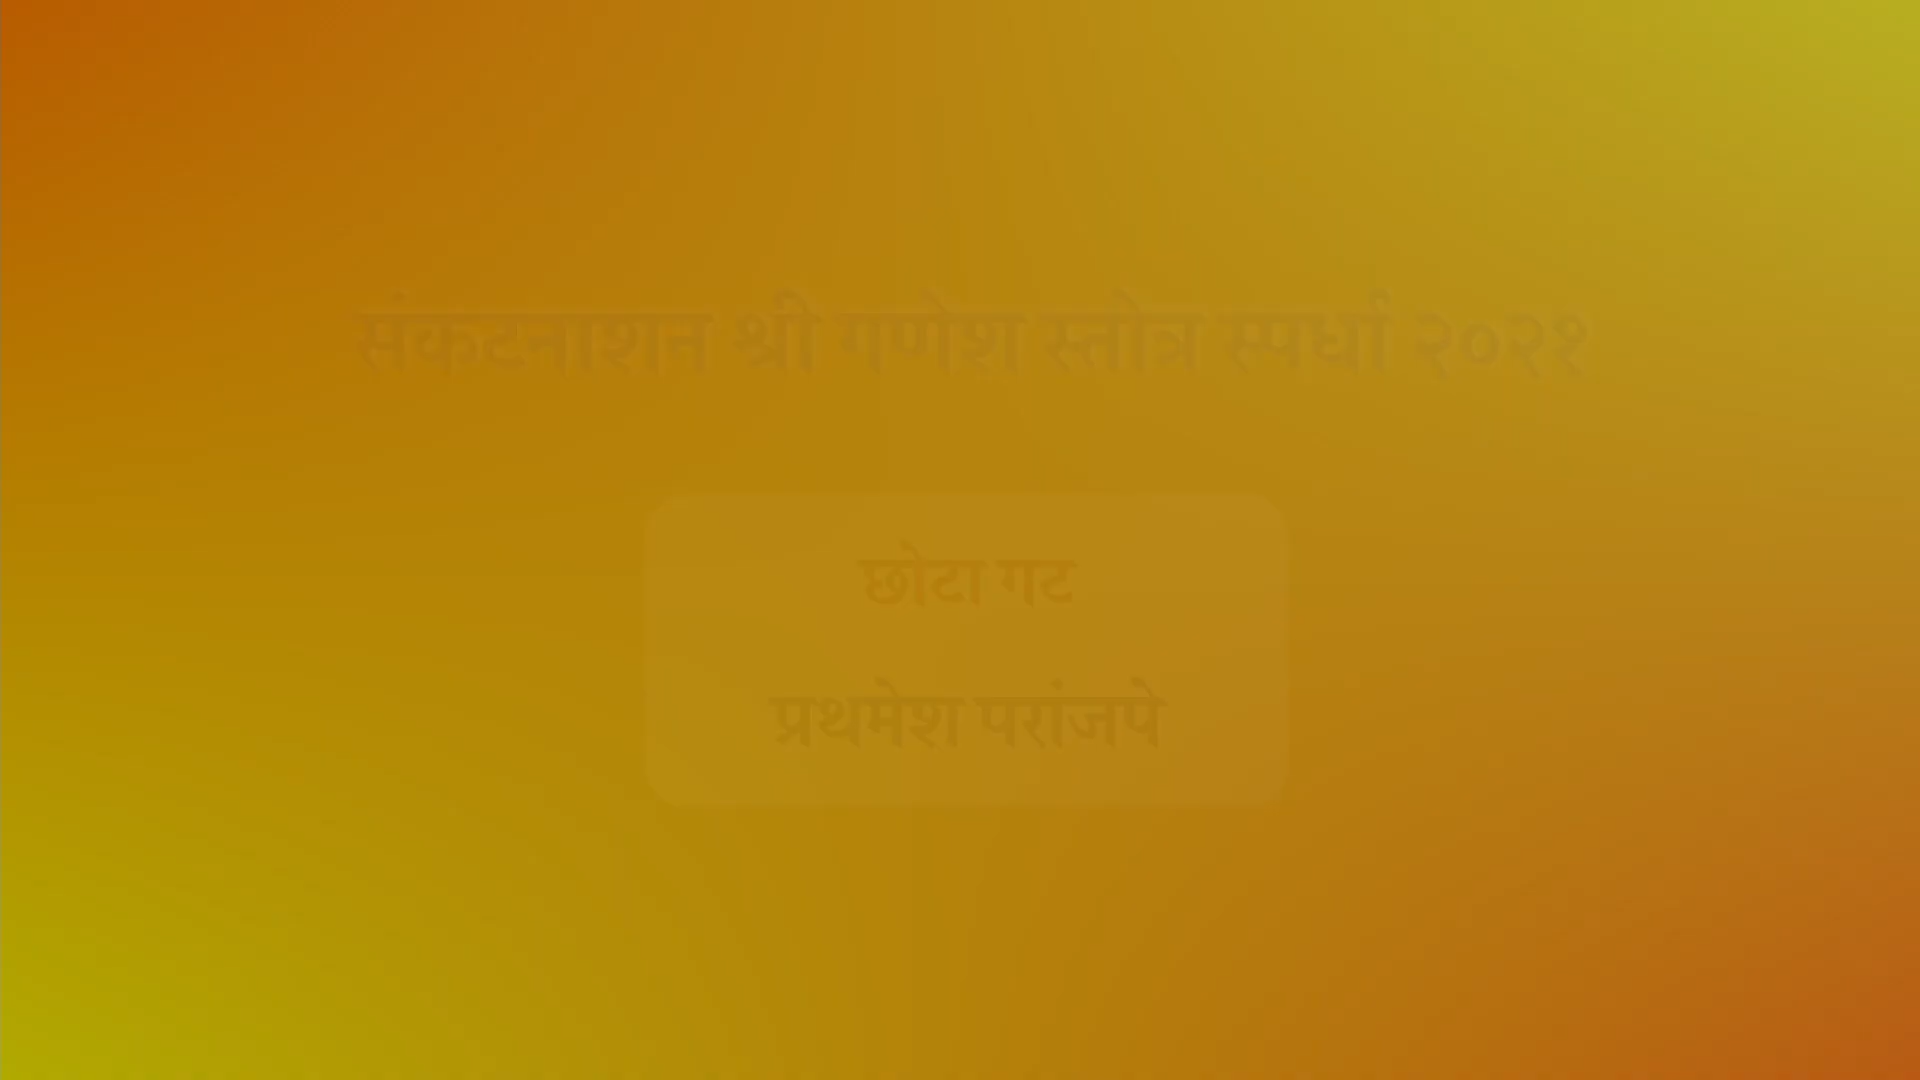 संकटनाशन श्री गणेश स्तोत्र स्पर्धा २०२१
छोटा गट
प्रथमेश परांजपे